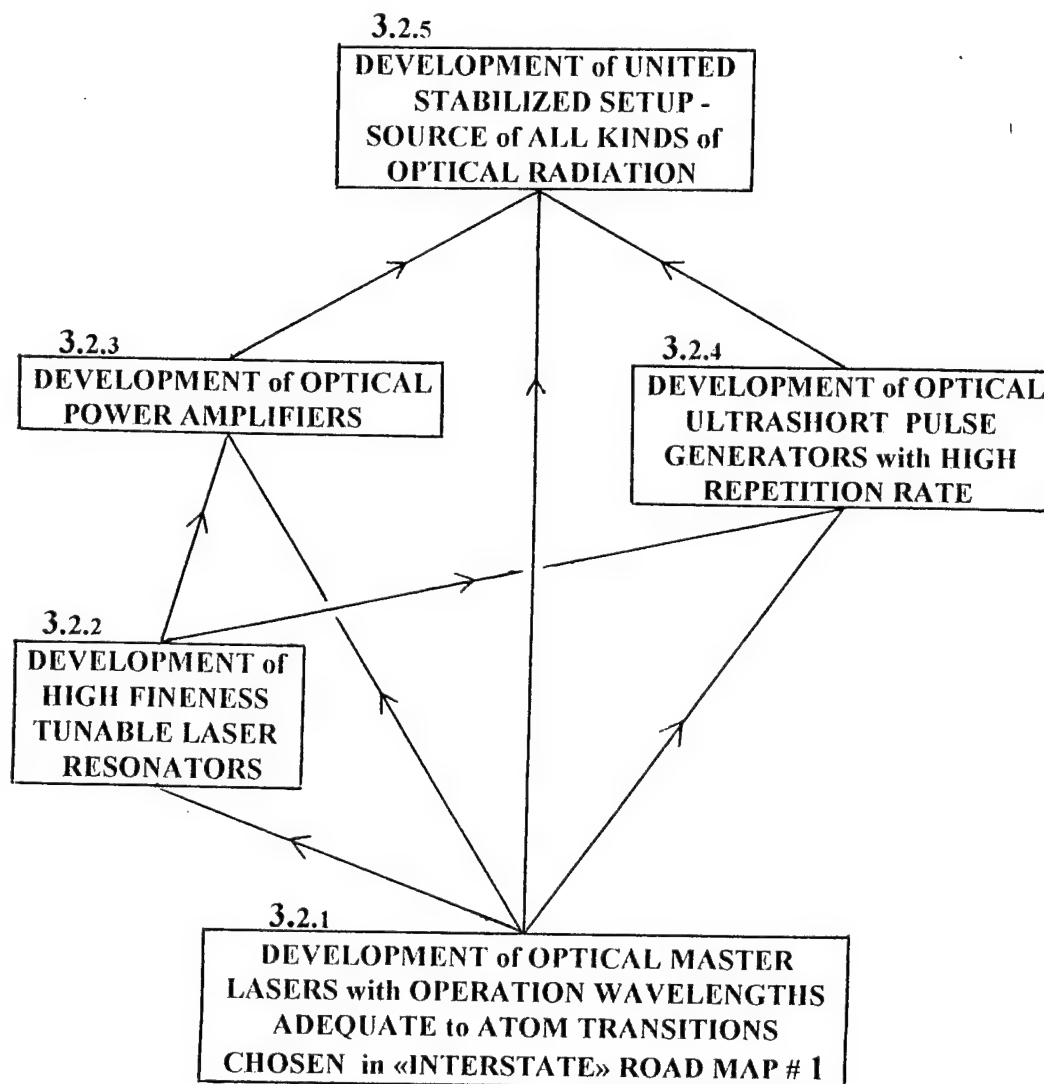 3.2.5
DEVELOPMENT of UNITED
STABILIZED SETUP -
SOURCE of ALL KINDS of
OPTICAL RADIATION
3.2.3
DEVELOPMENT of OPTICAL
POWER AMPLIFIERS
3.2.4
DEVELOPMENT of OPTICAL
ULTRASHORT PULSE
GENERATORS with HIGH
REPETITION RATE
3.2.2
DEVELOPMENT of
HIGH FINENESS
TUNABLE LASER
RESONATORS
3.2.1
DEVELOPMENT of OPTICAL MASTER
LASERS with OPERATION WAVELENGTHS
ADEQUATE to ATOM TRANSITIONS
CHOSEN in «INTERSTATE» ROAD MAP # 1